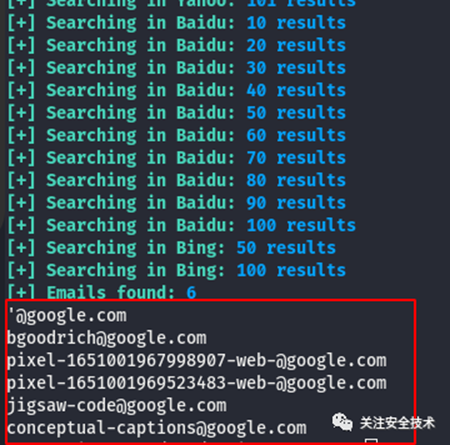 [+] Searching in Yahoo: 101 results
[+] Searching in Baidu: 10 results
[+] Searching in Baidu: 20 results
[+] Searching in Baidu: 30 results
[+] Searching in Baidu: 40 results
[+] Searching in Baidu: 50 results
[+] Searching in Baidu: 60 results
[+] Searching in Baidu: 70 results
[+] Searching in Baidu: 80 results
[+] Searching in Baidu: 90 results
[+] Searching in Baidu: 100 results
[+] Searching in Bing: 50 results
[+] Searching in Bing: 100 results
[+] Emails found: 6
'@google.com
bgoodrich@google.com
pixel-1651001967998907-web-@google.com
pixel-1651001969523483-web-@google.com
jigsaw-code@google.com
conceptual-captions@google.com
关注安全技术